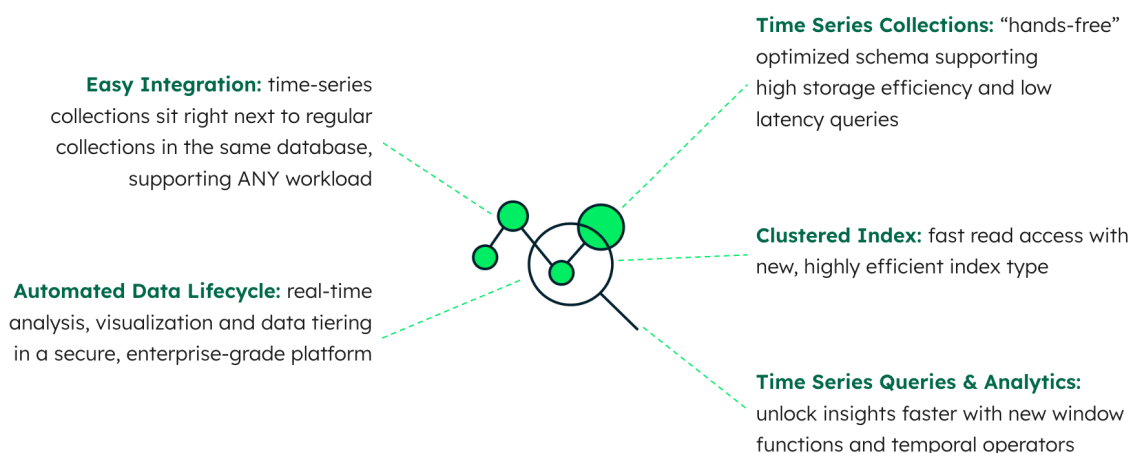 Easy Integration: time-series
collections sit right next to regular
collections in the same database,
supporting ANY workload
Automated Data Lifecycle: real-time
analysis, visualization and data tiering
in a secure, enterprise-grade platform
Time Series Collections: “hands-free”
optimized schema supporting
high storage efficiency and low
latency queries
Clustered Index: fast read access with
new, highly efficient index type
Time Series Queries & Analytics:
unlock insights faster with new window
functions and temporal operators